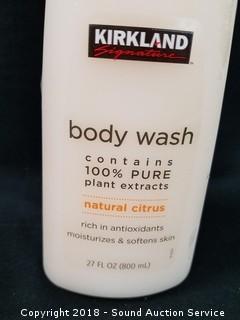 KIRKLAND
Signature
body wash
contains
100% PURE
plant extracts
natural citrus
rich in antioxidants
moisturizes & softens skin
27 FL OZ (800 mL)
Copyright 2018 - Sound Auction Service